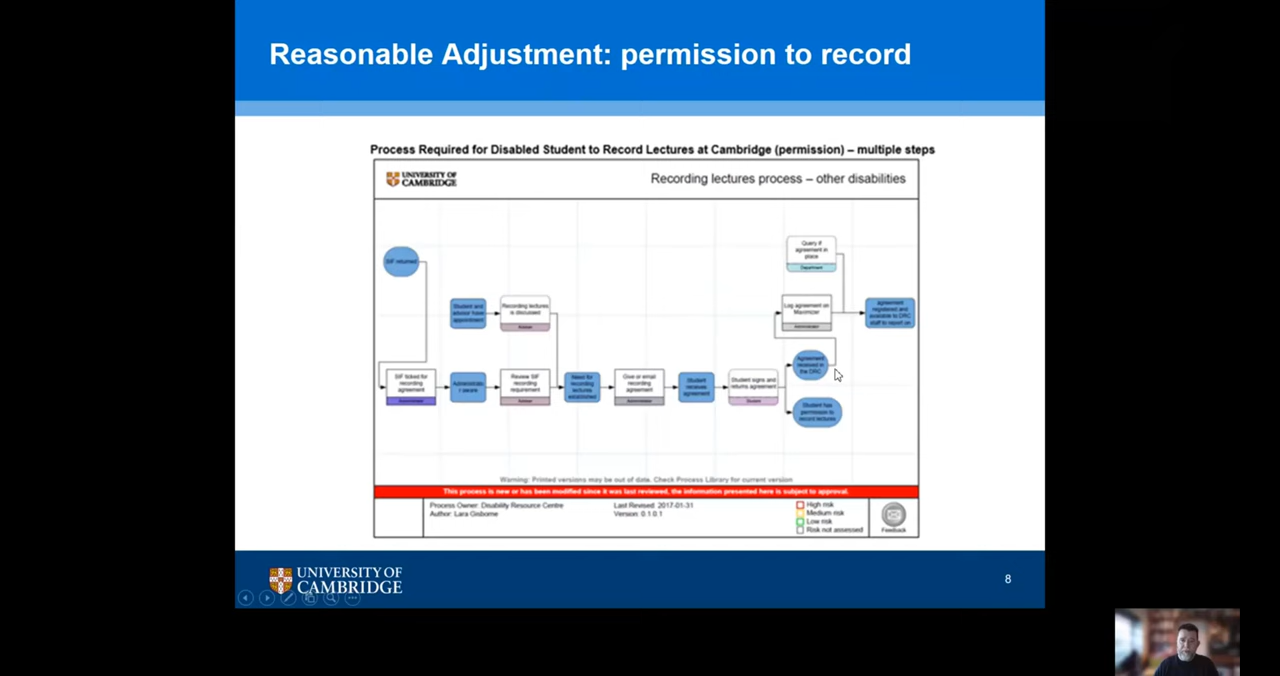 Reasonable Adjustment: permission to record
Process Required for Disabled Student to Record Lectures at Cambridge (permission) – multiple steps
UNIVERSITY OF
CAMBRIDGE
Recording lectures process – other disabilities
SIF returned
Query if
agreement in
place
Department
Student and
advisor have
appointment
Recording lectures
is discussed
Adviser
Log agreement on
Maximizer
Administrator
agreement
registered and
available to DRC
staff to report on
Agreement
received in
the DRC
SIF ticked for
recording
agreement
Administrator
Review SIF
recording
requirement
Adviser
Need for
recording
lectures
established
Give or email
recording
agreement
Administrator
Student
receives
agreement
Student signs and
returns agreement
Student
Student has
permission to
record lectures
Warning: Printed versions may be out of date. Check Process Library for current version
This process is new or has been modified since it was last reviewed, the information presented here is subject to approval.
Process Owner: Disability Resource Centre
Author: Lara Gisborne
Last Revised: 2017-01-31
Version: 0.1.0.1
High risk
Medium risk
Low risk
Risk not assessed
Feedback
UNIVERSITY OF
CAMBRIDGE
8